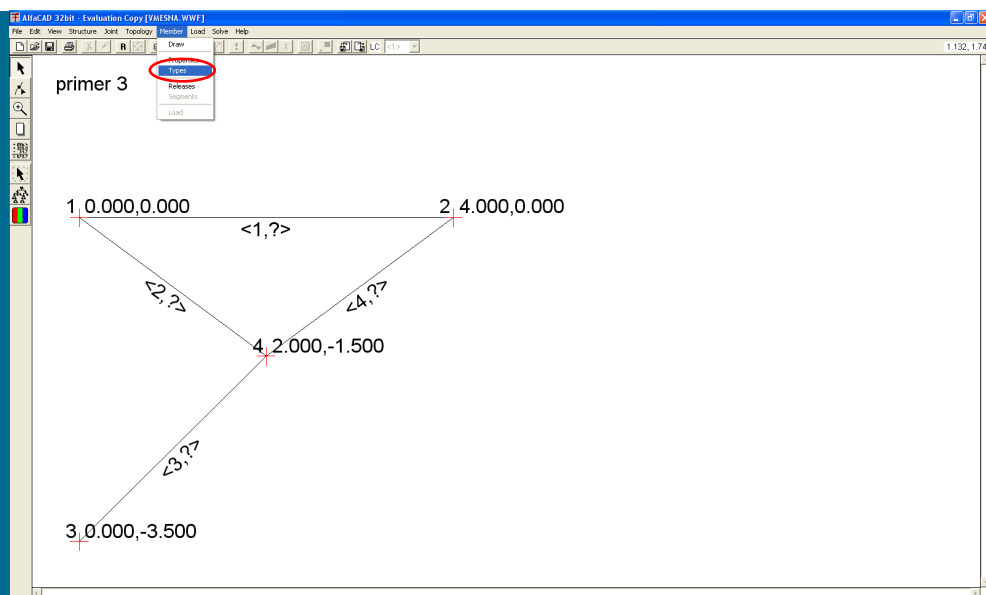 AlfaCAD 32bit - Evaluation Copy [VMESNA.WWF]
File Edit View Structure Joint Topology Member Load Solve Help
R LC <1>
1.132, 1.74
Draw
Properties
Types
Releases
Segments
Load
primer 3
1 0.000,0.000
2 4.000,0.000
<1,?>
<2,?>
<4,?>
4 2.000,-1.500
<3,?>
3 0.000,-3.500